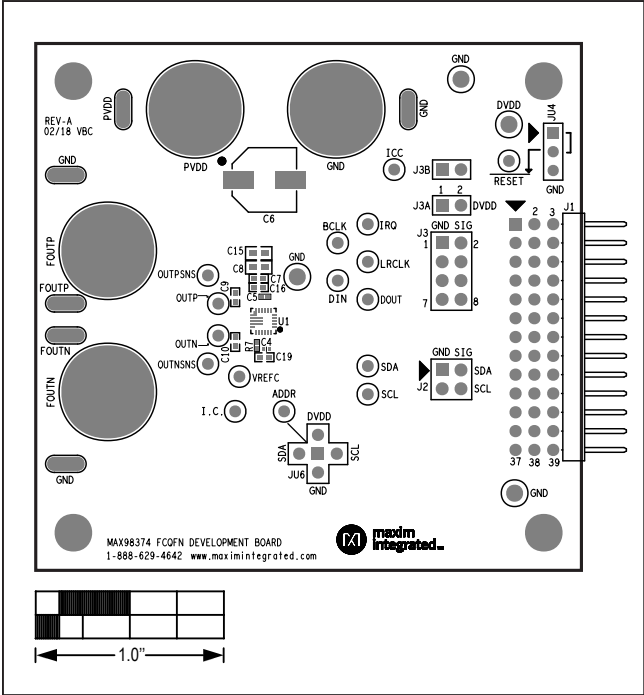 GND
PVDD
GND
DVDD
JU4
REV-A
02/18 VBC
PVDD
GND
ICC
J3B
RESET
GND
GND
C6
1 2
J3A
DVDD
J1
FOUTP
BCLK
IRQ
J3
GND SIG
1
2
2
3
C15
C8
GND
LRCLK
OUTPSNS
C7
C16
C9
C5
DIN
DOUT
FOUTP
OUTP
7
8
U1
FOUTN
OUTN
C10
R7
C4
C19
GND SIG
OUTNSNS
SDA
SDA
VREFC
J2
SCL
SCL
FOUTN
I.C.
ADDR
DVDD
SDA
SCL
JU6
GND
37
38
39
GND
GND
MAX98374 FCQFN DEVELOPMENT BOARD
1-888-629-4642 www.maximintegrated.com
maxim
integrated™
1.0"